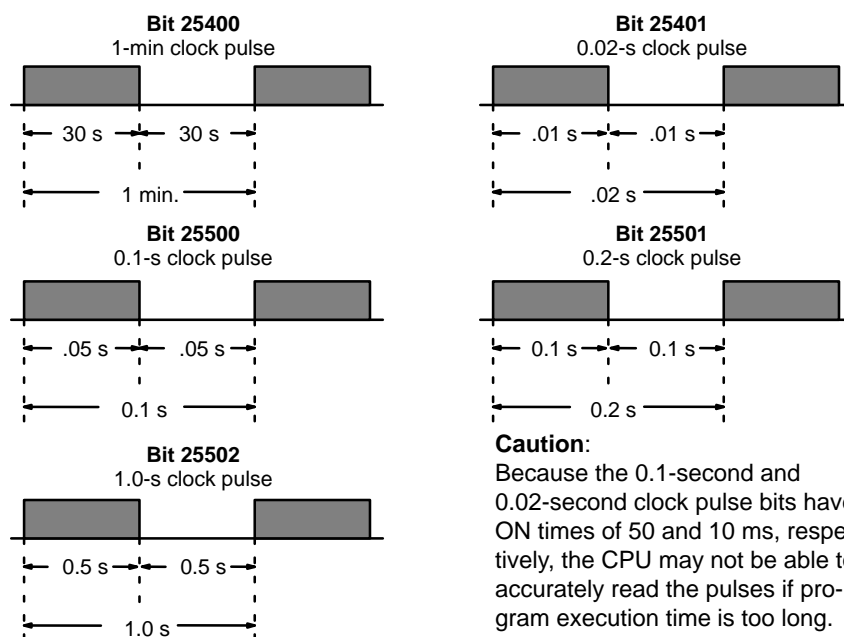 Bit 25400
1-min clock pulse
30 s
30 s
1 min.
Bit 25401
0.02-s clock pulse
.01 s
.01 s
.02 s
Bit 25500
0.1-s clock pulse
.05 s
.05 s
0.1 s
Bit 25501
0.2-s clock pulse
0.1 s
0.1 s
0.2 s
Bit 25502
1.0-s clock pulse
0.5 s
0.5 s
1.0 s
Caution:
Because the 0.1-second and
0.02-second clock pulse bits have
ON times of 50 and 10 ms, respe
tively, the CPU may not be able t
accurately read the pulses if pro-
gram execution time is too long.